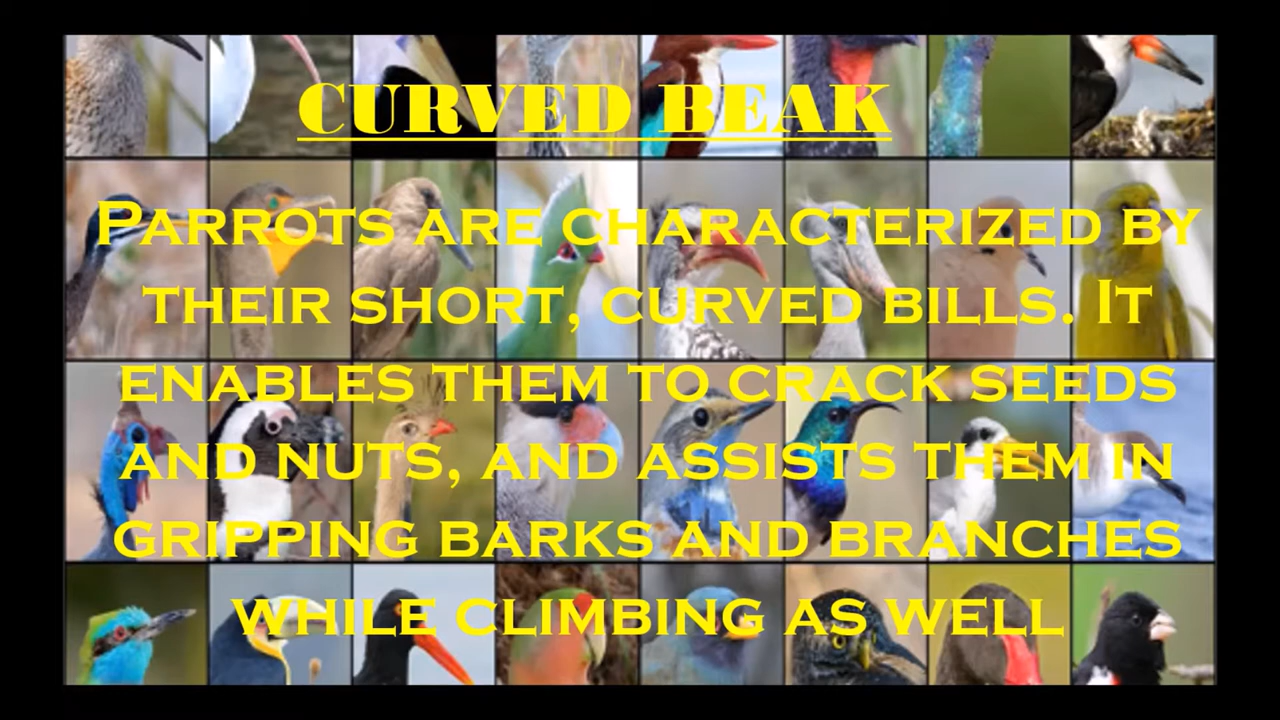 CURVED BEAK
PARROTS ARE CHARACTERIZED BY
THEIR SHORT, CURVED BILLS. IT
ENABLES THEM TO CRACK SEEDS
AND NUTS, AND ASSISTS THEM IN
GRIPPING BARKS AND BRANCHES
WHILE CLIMBING AS WELL